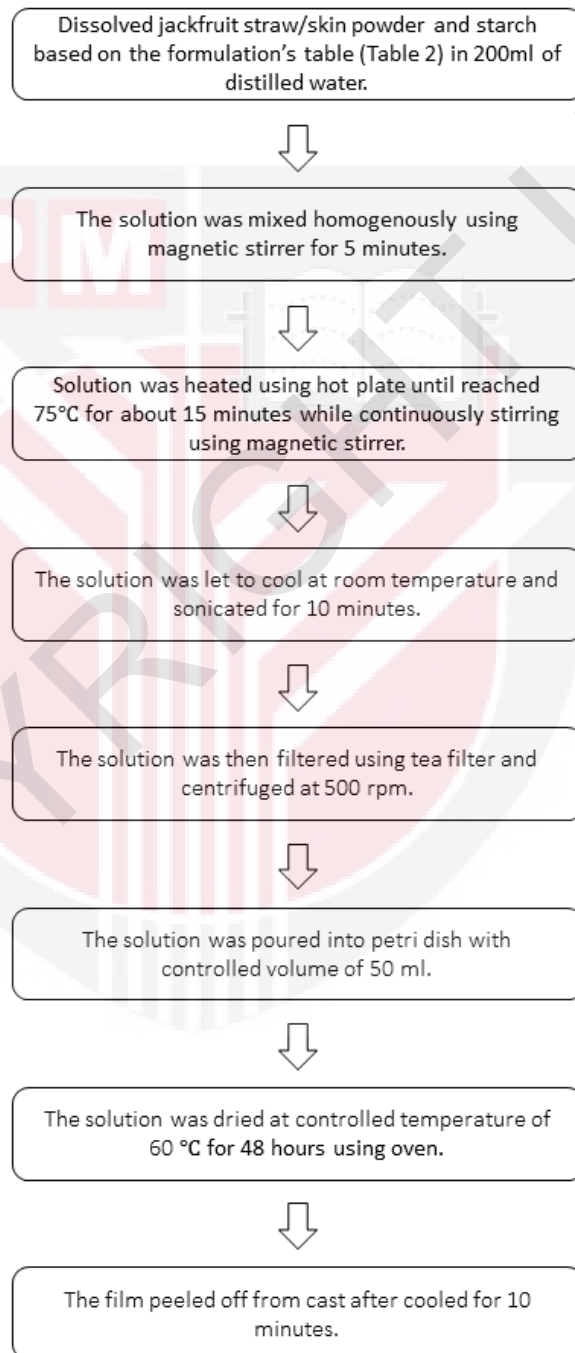 Dissolved jackfruit straw/skin powder and starch
based on the formulation's table (Table 2) in 200ml of
distilled water.
The solution was mixed homogenously using
magnetic stirrer for 5 minutes.
Solution was heated using hot plate until reached
75°C for about 15 minutes while continuously stirring
using magnetic stirrer.
The solution was let to cool at room temperature and
sonicated for 10 minutes.
The solution was then filtered using tea filter and
centrifuged at 500 rpm.
The solution was poured into petri dish with
controlled volume of 50 ml.
The solution was dried at controlled temperature of
60 °C for 48 hours using oven.
The film peeled off from cast after cooled for 10
minutes.